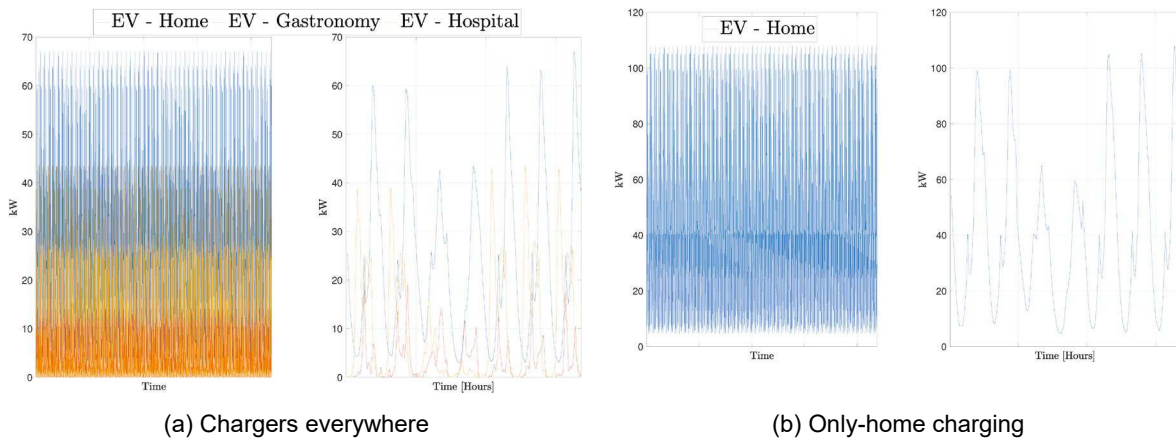 EV - Home EV - Gastronomy EV - Hospital
70
60
50
40
30
20
10
0
kW
Time
70
60
50
40
30
20
10
0
kW
Time [Hours]
(a) Chargers everywhere
EV - Home
120
100
80
60
40
20
0
kW
Time
120
100
80
60
40
20
0
kW
Time [Hours]
(b) Only-home charging